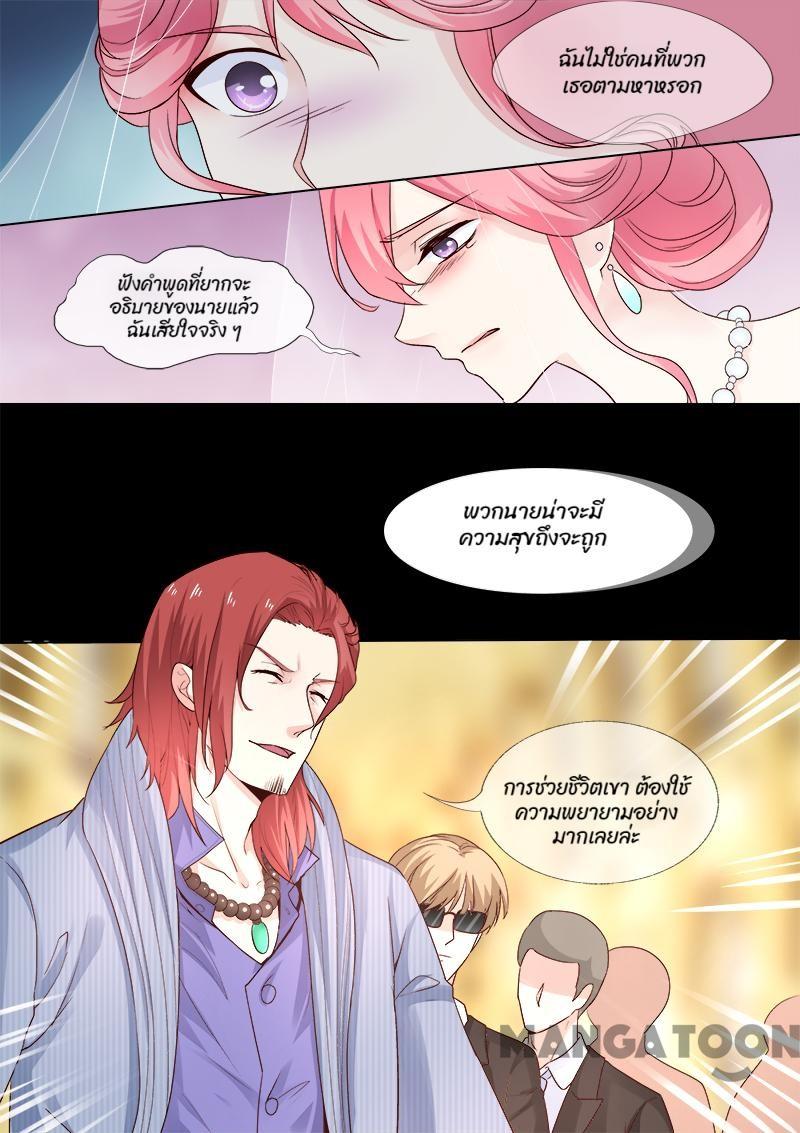 ฉันไม่ใช่คนที่พวก
เธอตามหาหรอก
ฟังคำพูดที่ยากจะ
อธิบายของนายแล้ว
ฉันเสียใจจริง ๆ
พวกนายน่าจะมี
ความสุขถึงจะถูก
การช่วยชีวิตเขา ต้องใช้
ความพยายามอย่าง
มากเลยล่ะ
MANGATOON